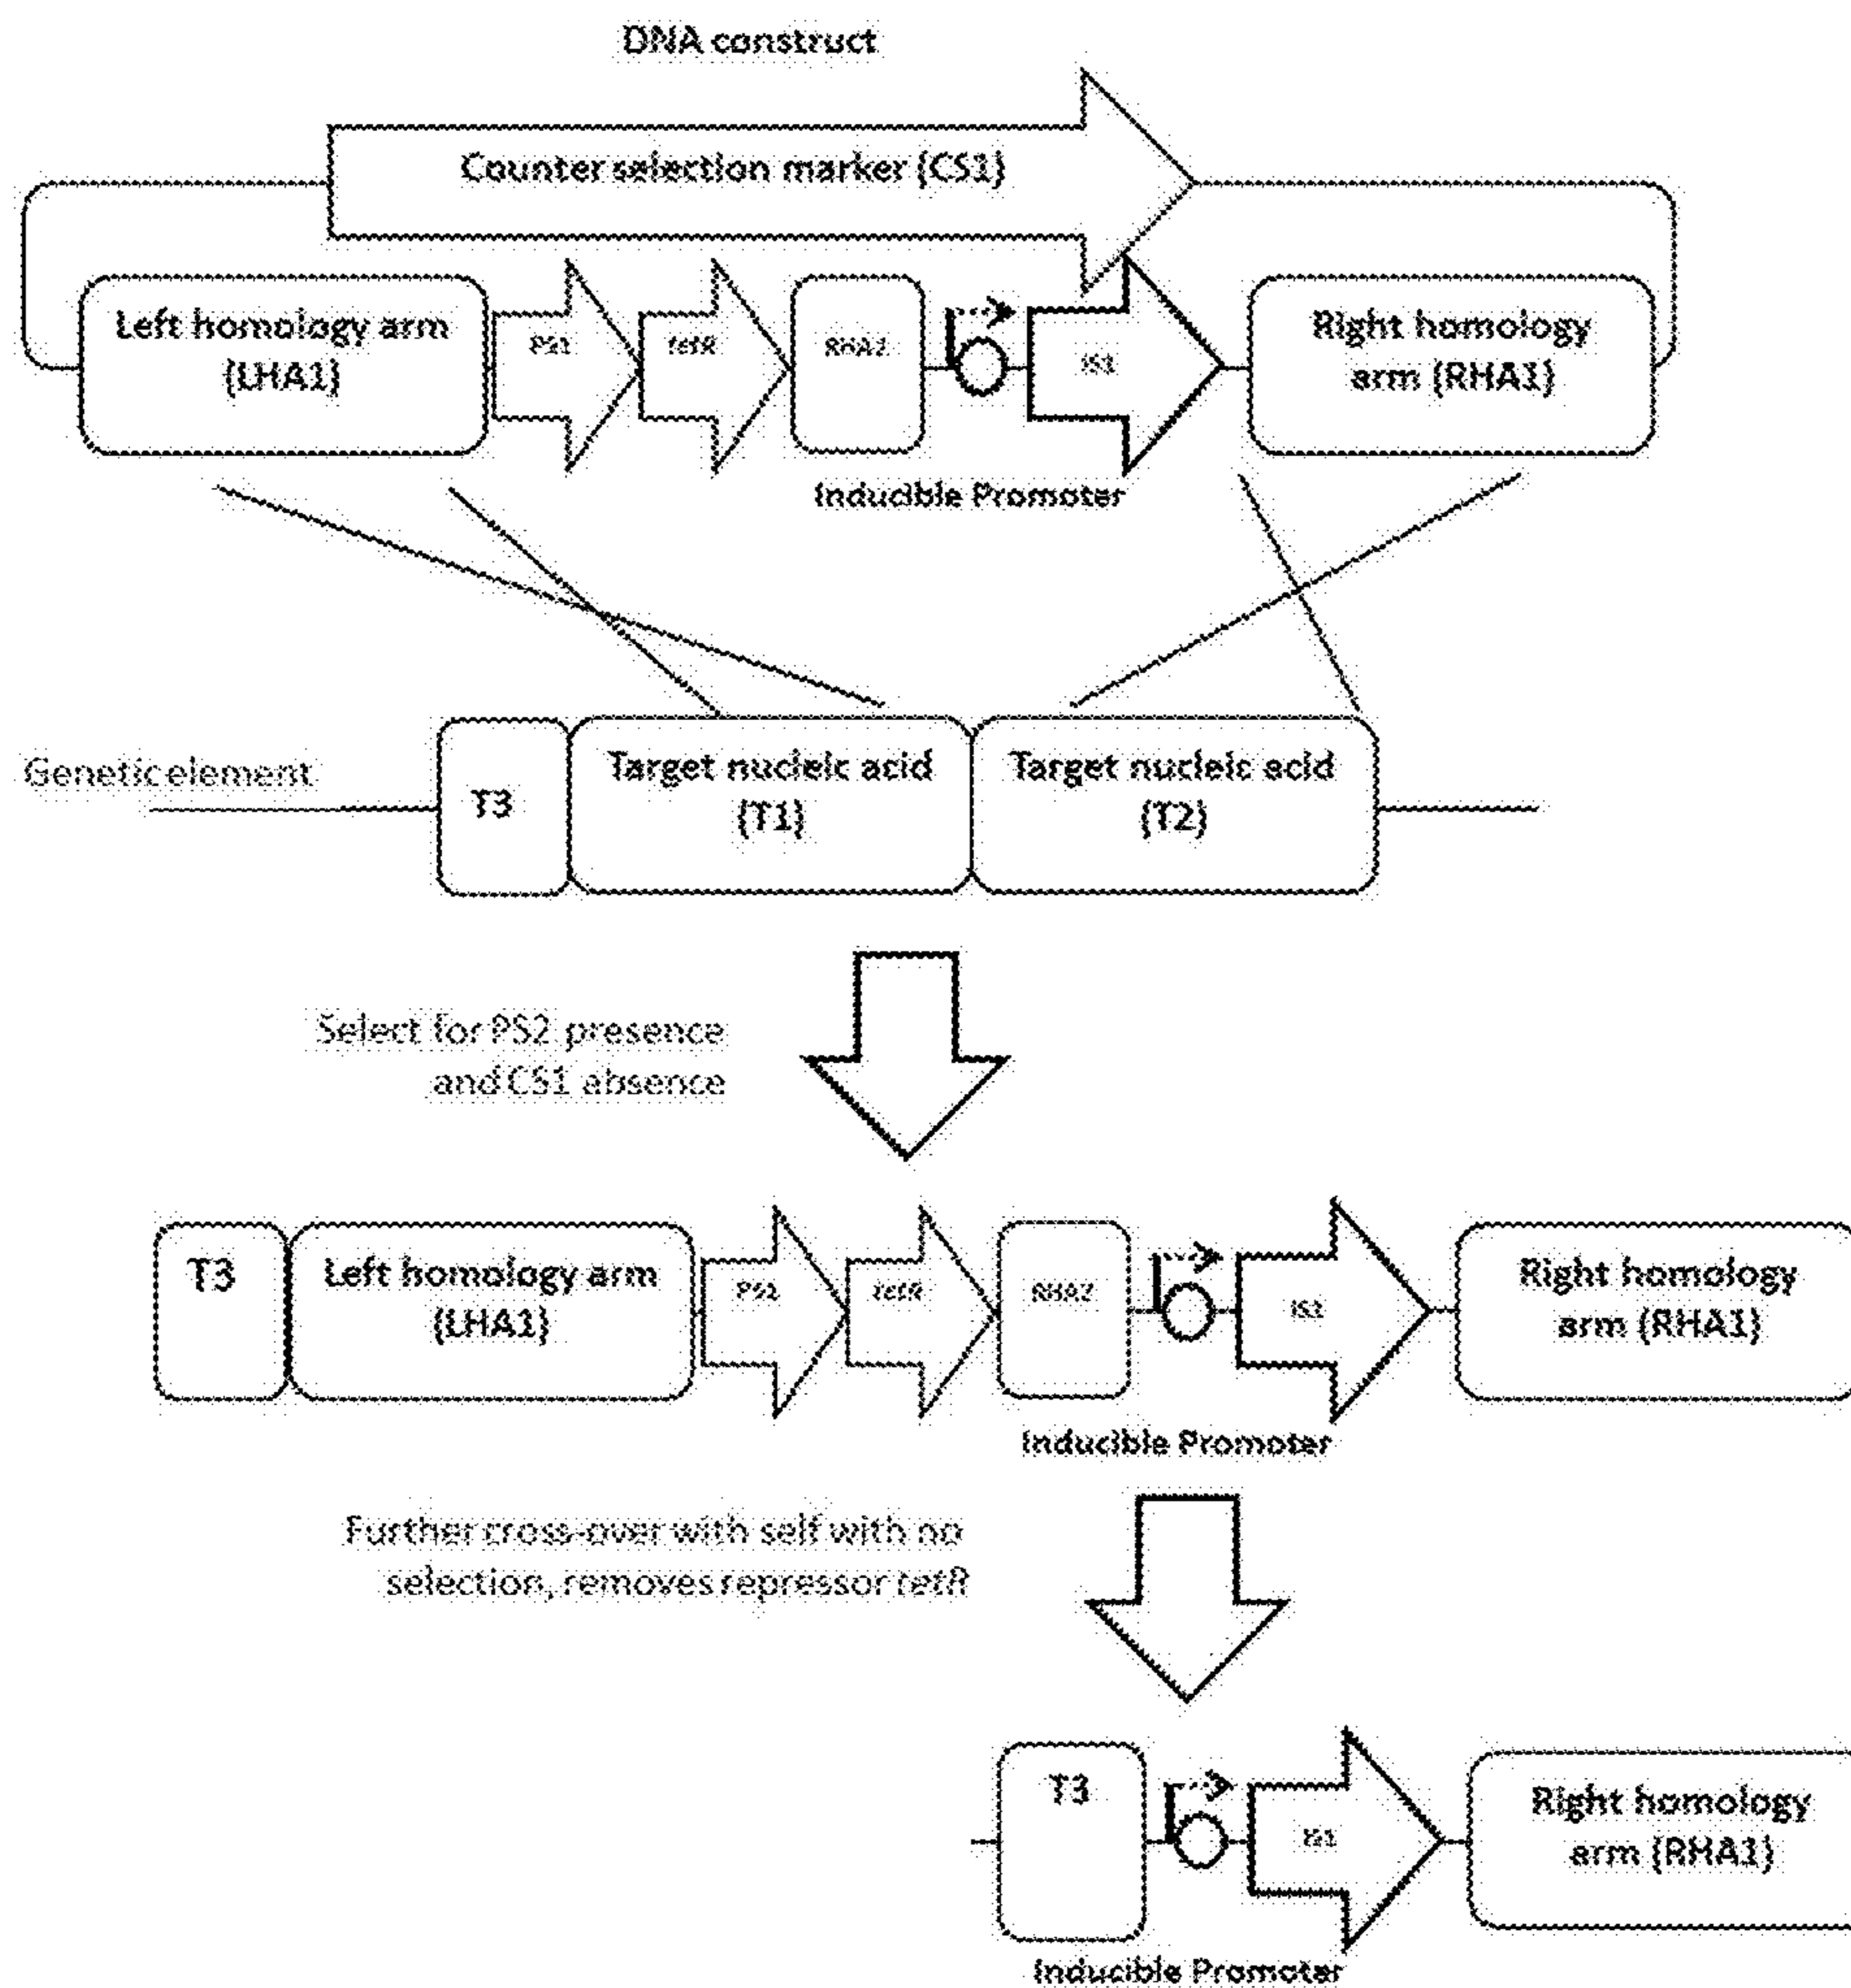 DNA construct
Counter selection marker (CS1)
Left homology arm
(LHA1)
PS1
tetR
RHA2
IS1
Right homology
arm (RHA1)
Inducible Promoter
Genetic element
T3
Target nucleic acid
(T1)
Target nucleic acid
(T2)
Select for PS2 presence
and CS1 absence
T3
Left homology arm
(LHA1)
PS1
tetR
RHA2
IS1
Right homology
arm (RHA1)
Inducible Promoter
Further cross-over with self with no
selection, removes repressor tetR
T3
IS1
Right homology
arm (RHA1)
Inducible Promoter